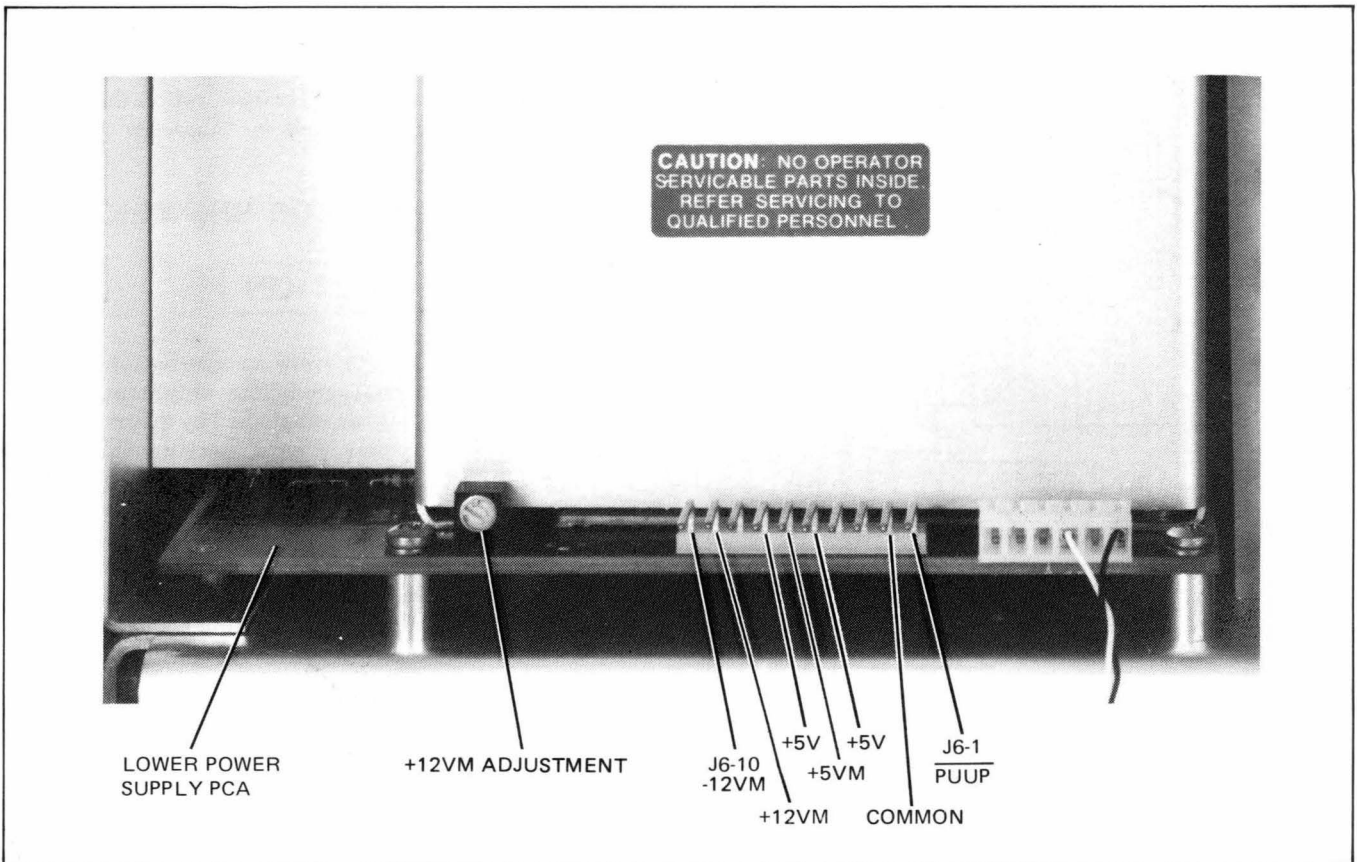 CAUTION: NO OPERATOR
SERVICABLE PARTS INSIDE.
REFER SERVICING TO
QUALIFIED PERSONNEL.
LOWER POWER
SUPPLY PCA
+12VM ADJUSTMENT
J6-10
-12VM
+12VM
+5V
+5VM
+5V
COMMON
J6-1
PUUP